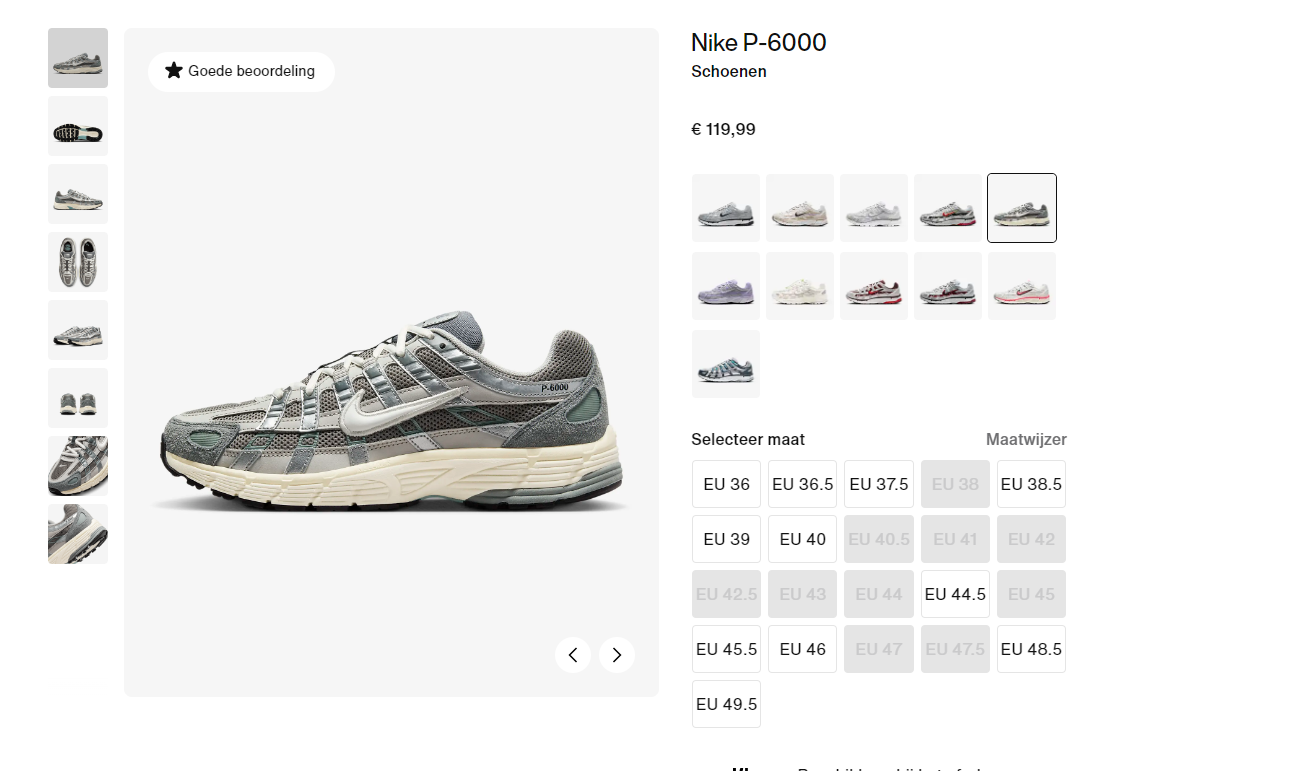 Goede beoordeling
P-6000
Nike P-6000
Schoenen
€ 119,99
Selecteer maat Maatwijzer
EU 36 EU 36.5 EU 37.5 EU 38 EU 38.5
EU 39 EU 40 EU 40.5 EU 41 EU 42
EU 42.5 EU 43 EU 44 EU 44.5 EU 45
EU 45.5 EU 46 EU 47 EU 47.5 EU 48.5
EU 49.5